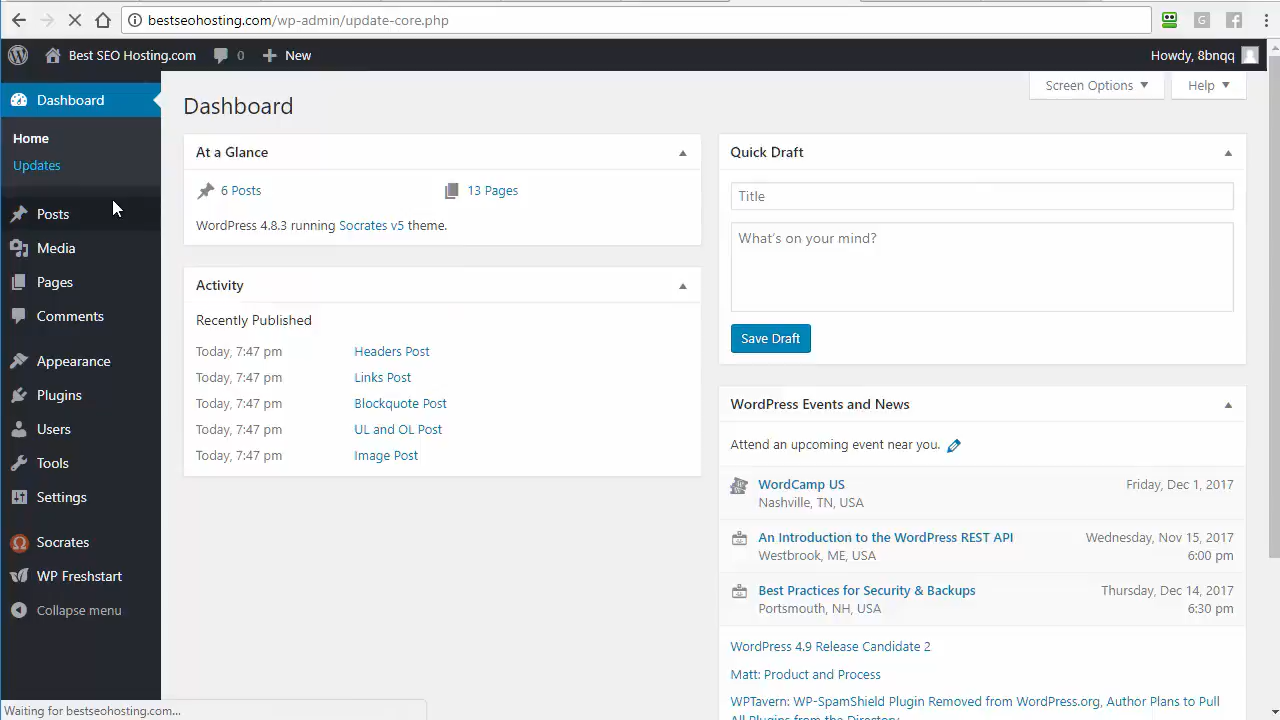 bestseohosting.com/wp-admin/update-core.php
Best SEO Hosting.com
0
New
Howdy, 8bnqq
Dashboard
Home
Updates
Posts
Media
Pages
Comments
Appearance
Plugins
Users
Tools
Settings
Socrates
WP Freshstart
Collapse menu
Screen Options
Help
Dashboard
At a Glance
6 Posts
13 Pages
WordPress 4.8.3 running Socrates v5 theme.
Activity
Recently Published
Today, 7:47 pm Headers Post
Today, 7:47 pm Links Post
Today, 7:47 pm Blockquote Post
Today, 7:47 pm UL and OL Post
Today, 7:47 pm Image Post
Quick Draft
Title
What's on your mind?
Save Draft
WordPress Events and News
Attend an upcoming event near you.
WordCamp US Friday, Dec 1, 2017
Nashville, TN, USA
An Introduction to the WordPress REST API Wednesday, Nov 15, 2017
Westbrook, ME, USA 6:00 pm
Best Practices for Security & Backups Thursday, Dec 14, 2017
Portsmouth, NH, USA 6:30 pm
WordPress 4.9 Release Candidate 2
Matt: Product and Process
WPTavern: WP-SpamShield Plugin Removed from WordPress.org, Author Plans to Pull
All Plugins from the Directory
Waiting for bestseohosting.com...